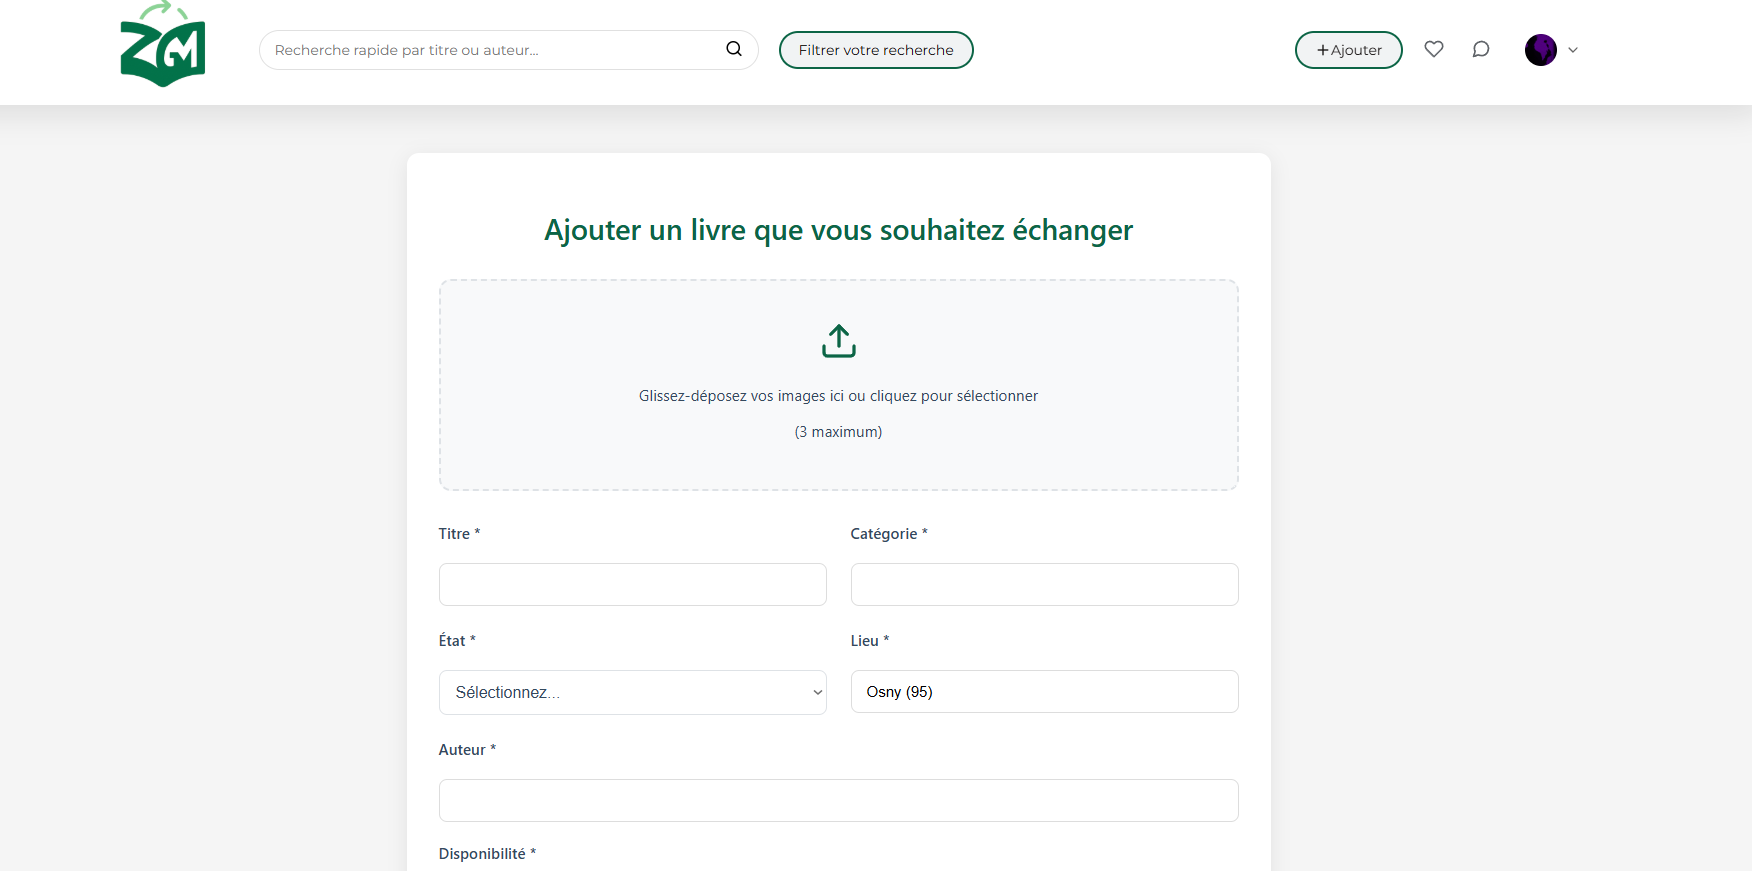 ZGM
Recherche rapide par titre ou auteur...
Filtrer votre recherche
+Ajouter
Ajouter un livre que vous souhaitez échanger
Glissez-déposez vos images ici ou cliquez pour sélectionner
(3 maximum)
Titre *
Catégorie *
État *
Lieu *
Sélectionnez...
Osny (95)
Auteur *
Disponibilité *